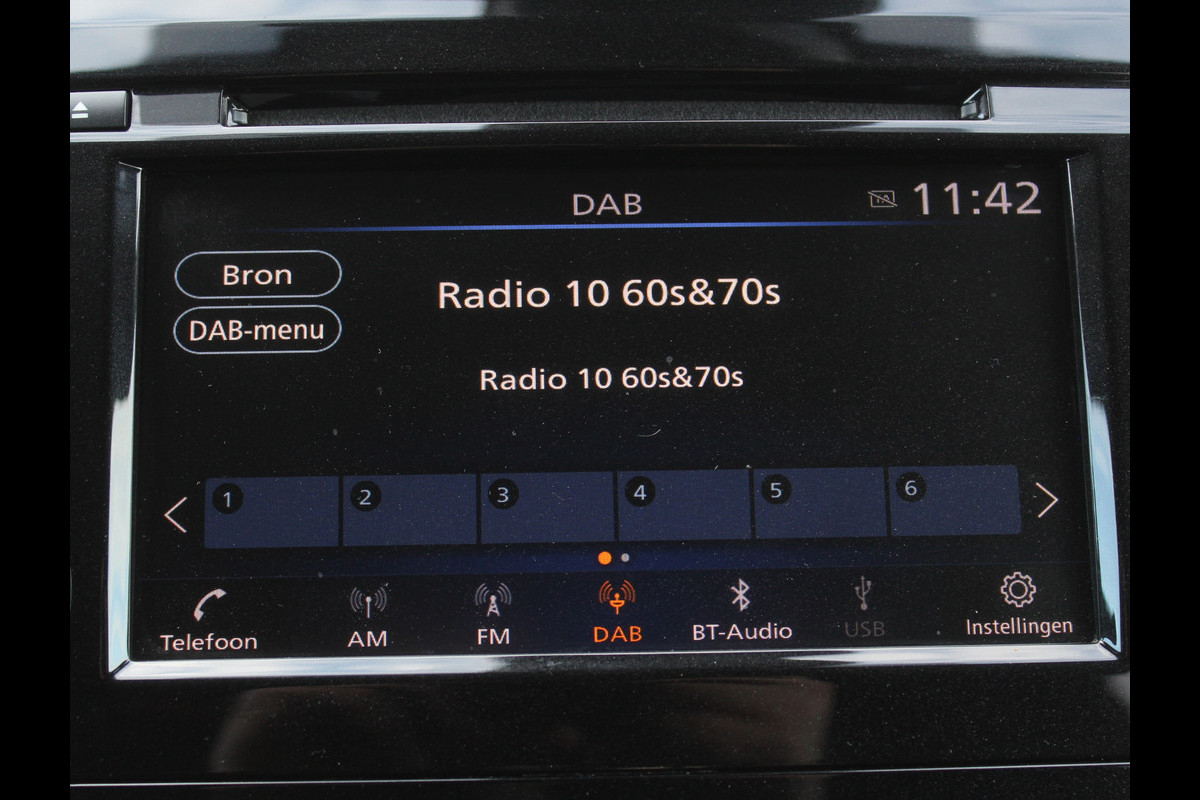 DAB
TA
11:42
Bron
Radio 10 60s&70s
DAB-menu
Radio 10 60s&70s
1 2 3 4 5 6
Telefoon AM FM DAB BT-Audio USB Instellingen